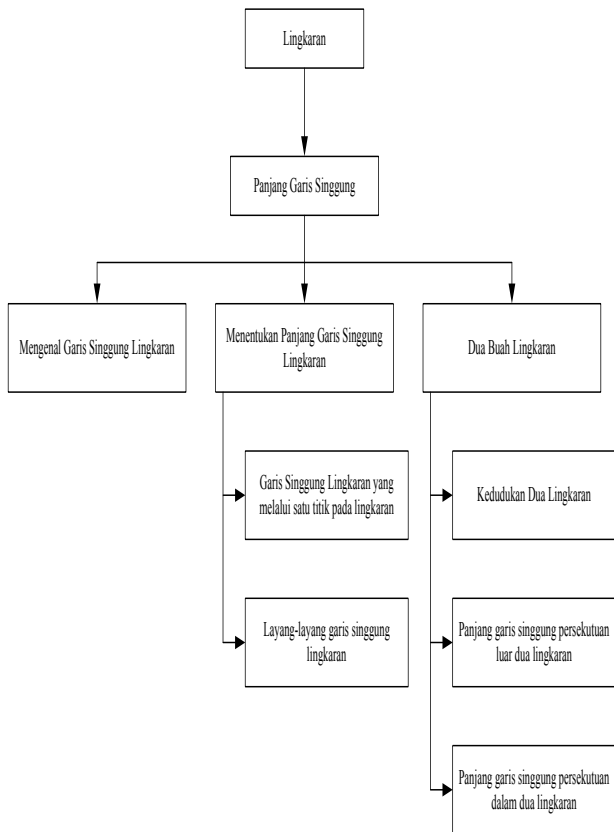 Lingkaran
Panjang Garis Singgung
Mengenal Garis Singgung Lingkaran
Menentukan Panjang Garis Singgung
Lingkaran
Dua Buah Lingkaran
Garis Singgung Lingkaran yang
melalui satu titik pada lingkaran
Layang-layang garis singgung
lingkaran
Kedudukan Dua Lingkaran
Panjang garis singgung persekutuan
luar dua lingkaran
Panjang garis singgung persekutuan
dalam dua lingkaran